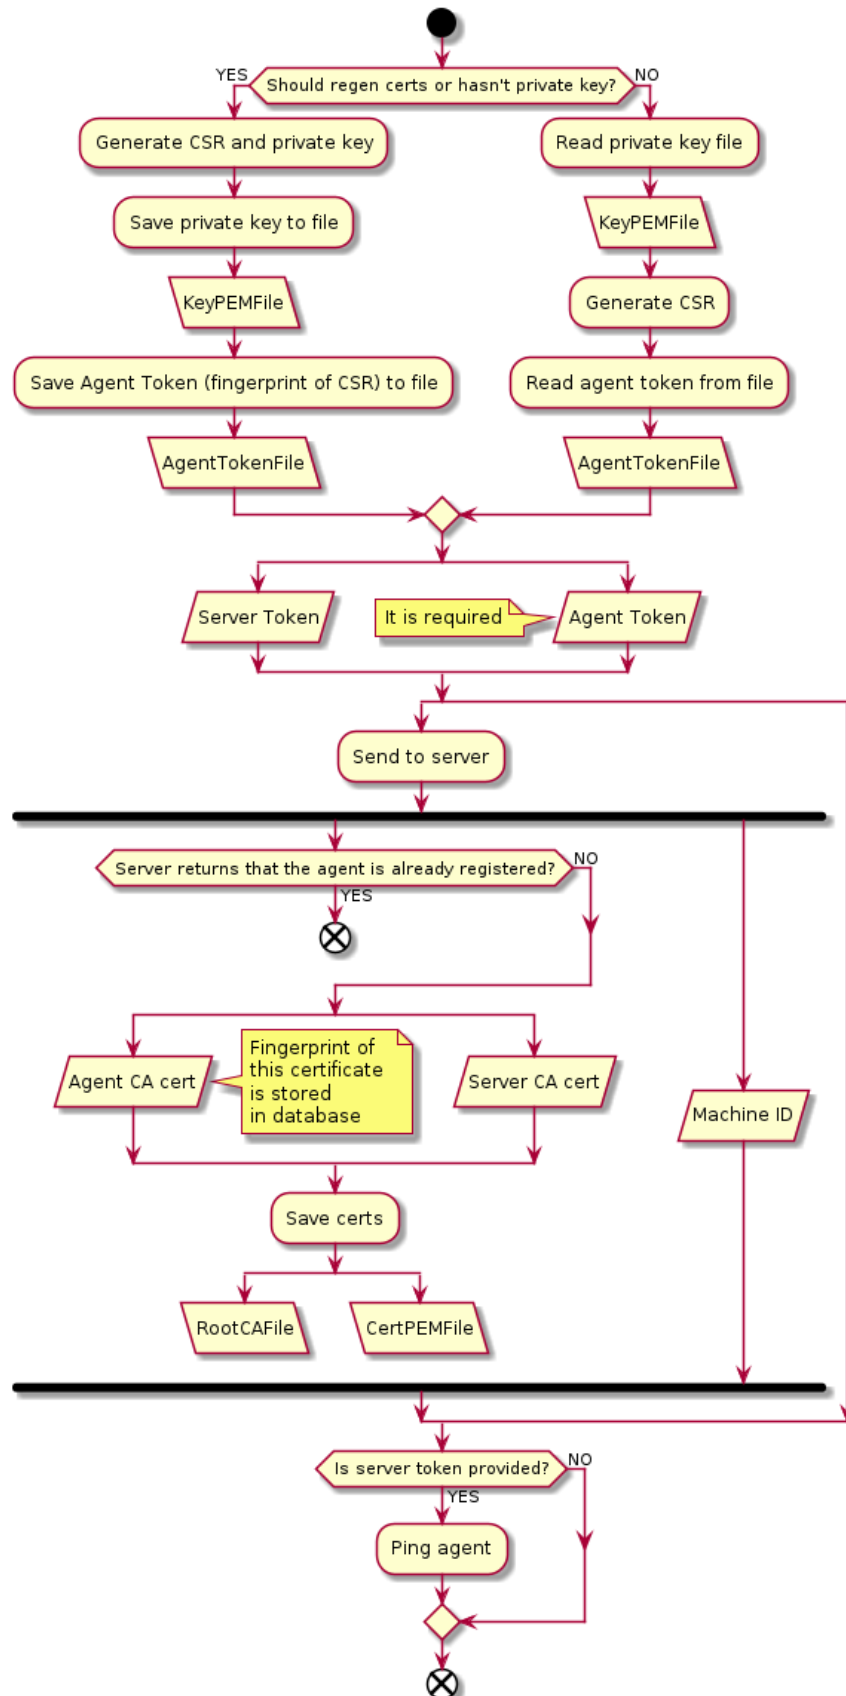 Should regen certs or hasn't private key?
YES
NO
Generate CSR and private key
Read private key file
Save private key to file
KeyPEMFile
KeyPEMFile
Generate CSR
Save Agent Token (fingerprint of CSR) to file
Read agent token from file
AgentTokenFile
AgentTokenFile
Server Token
It is required
Agent Token
Send to server
Server returns that the agent is already registered?
NO
YES
Agent CA cert
Fingerprint of
this certificate
is stored
in database
Server CA cert
Machine ID
Save certs
RootCAFile
CertPEMFile
Is server token provided?
NO
YES
Ping agent